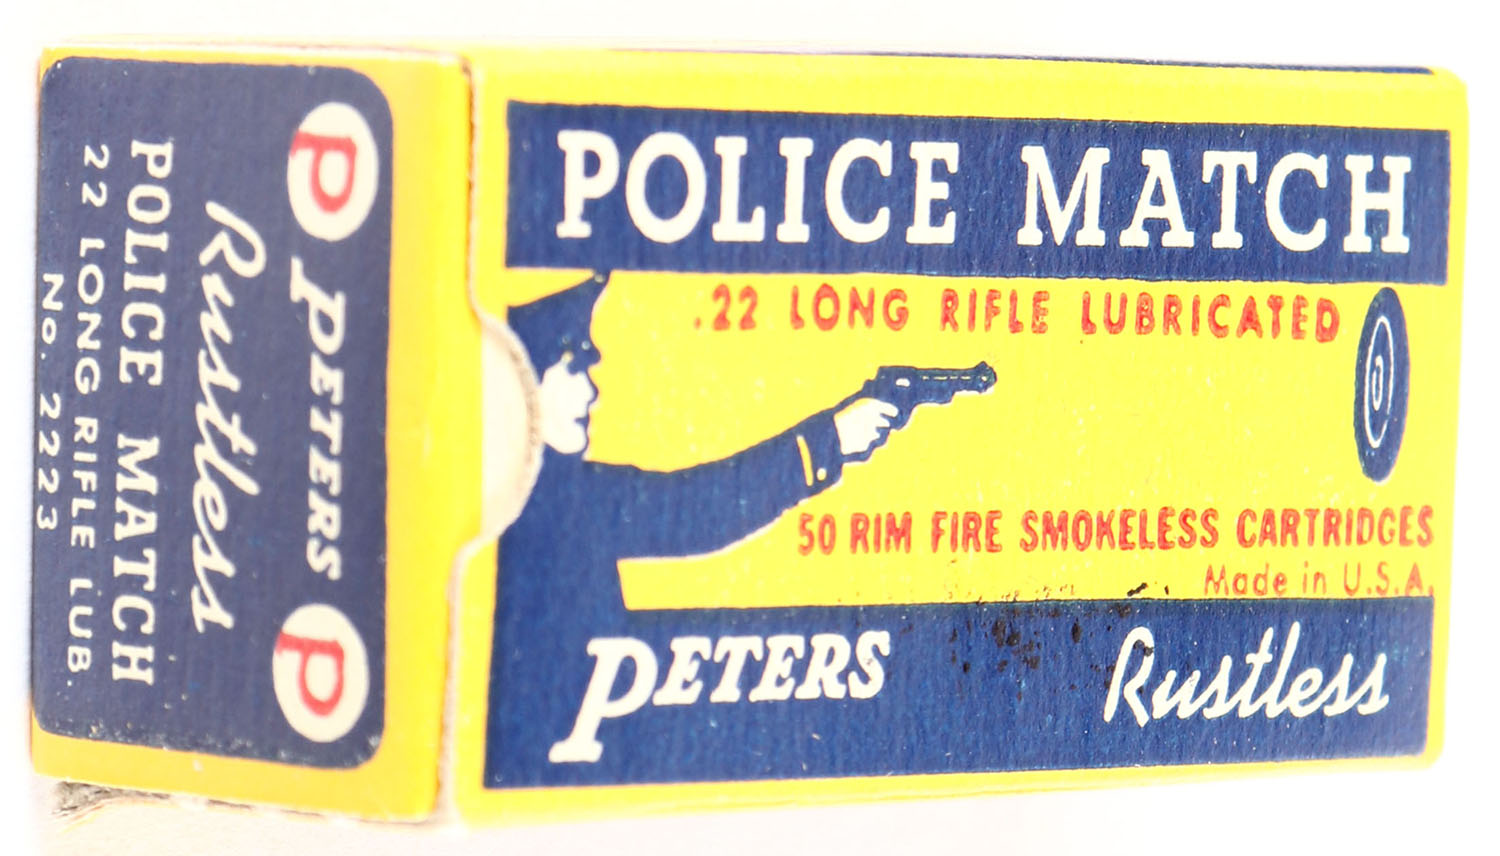 POLICE MATCH
.22 LONG RIFLE LUBRICATED
50 RIM FIRE SMOKELESS CARTRIDGES
Made in U.S.A.
PETERS Rustless
P PETERS P
Rustless
POLICE MATCH
22 LONG RIFLE LUB.
No. 2223